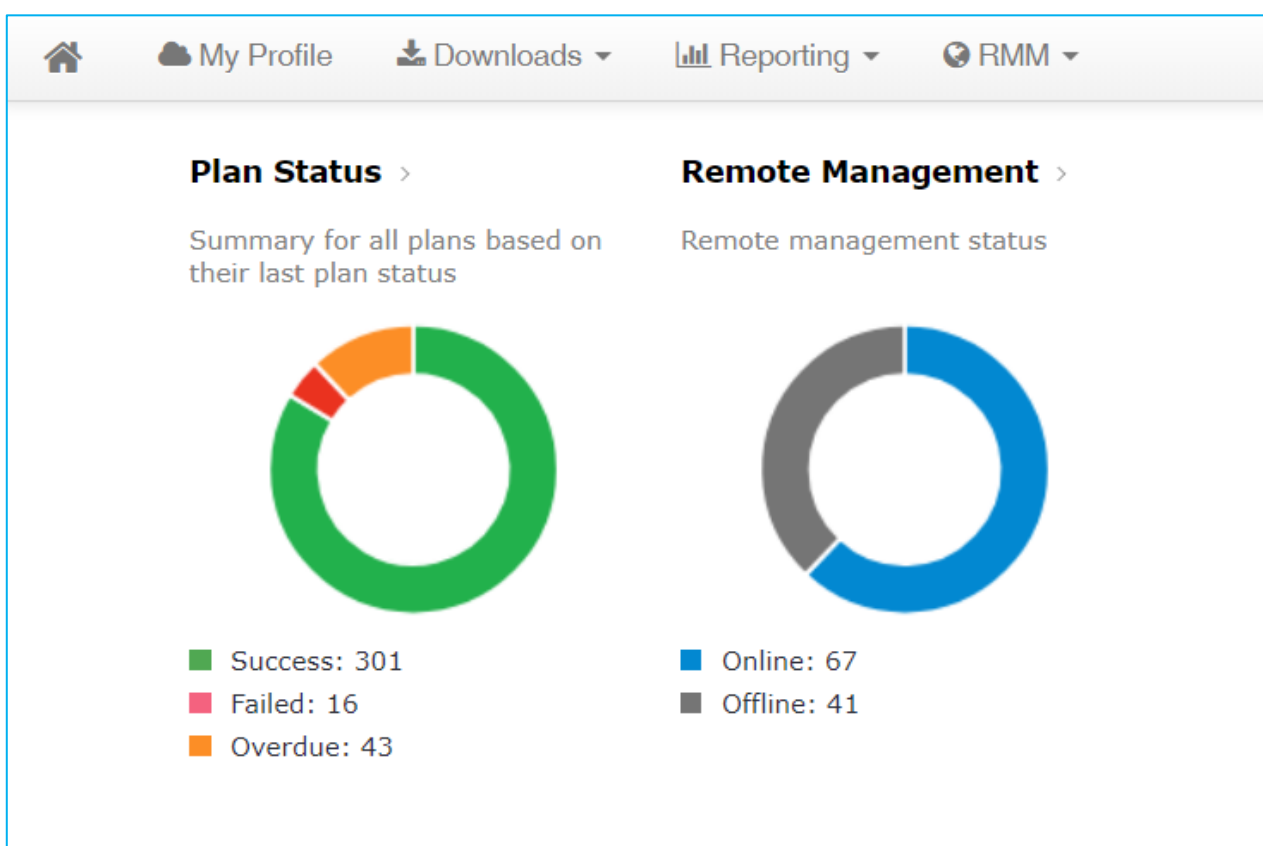 My Profile Downloads Reporting RMM
Plan Status
Summary for all plans based on
their last plan status
Success: 301
Failed: 16
Overdue: 43
Remote Management
Remote management status
Online: 67
Offline: 41